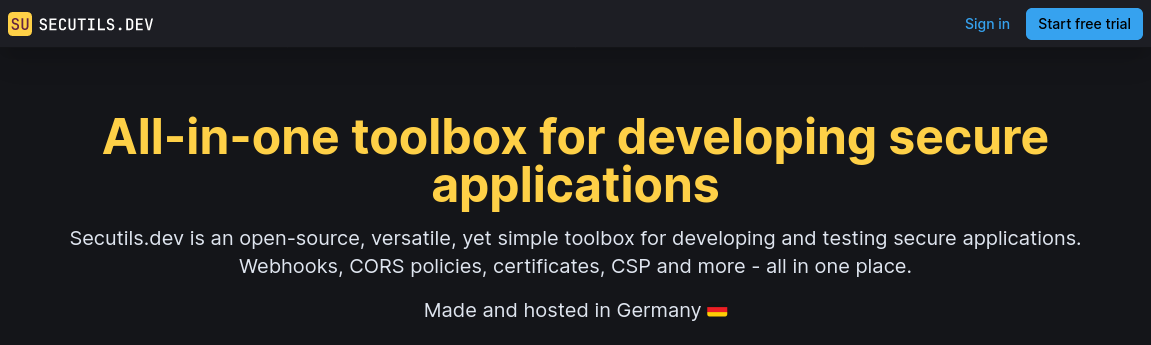 SU SECUTILS.DEV Sign in Start free trial
All-in-one toolbox for developing secure
applications
Secutils.dev is an open-source, versatile, yet simple toolbox for developing and testing secure applications.
Webhooks, CORS policies, certificates, CSP and more - all in one place.
Made and hosted in Germany 🇩🇪